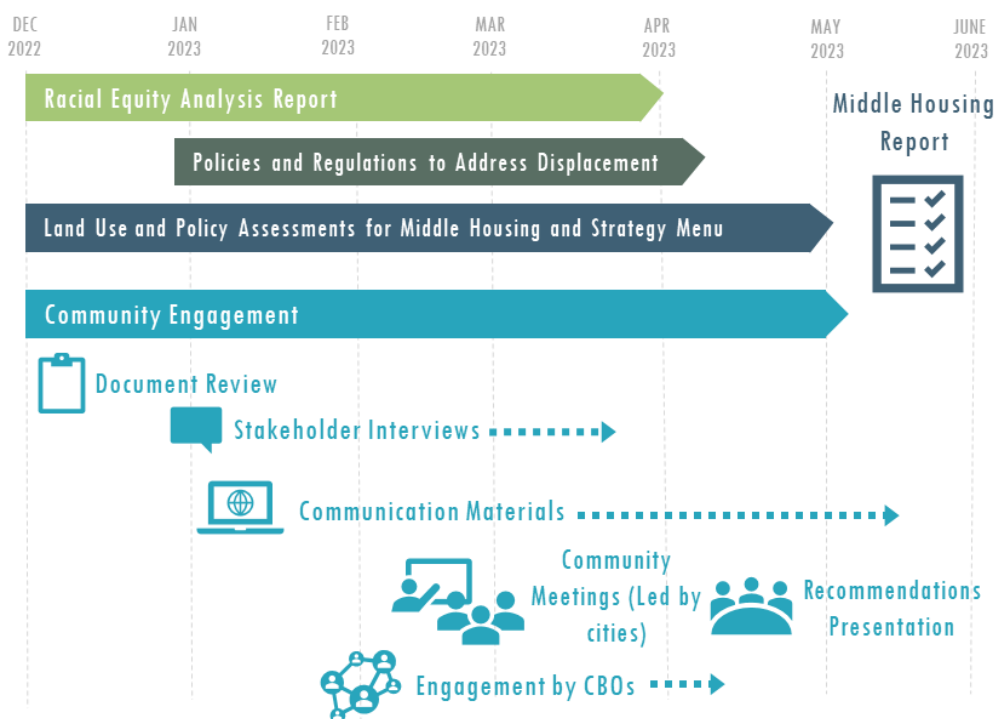 DEC
2022
JAN
2023
FEB
2023
MAR
2023
APR
2023
MAY
2023
JUNE
2023
Racial Equity Analysis Report
Middle Housing
Report
Policies and Regulations to Address Displacement
Land Use and Policy Assessments for Middle Housing and Strategy Menu
Community Engagement
Document Review
Stakeholder Interviews
Communication Materials
Community
Meetings (Led by
cities)
Recommendations
Presentation
Engagement by CBOs